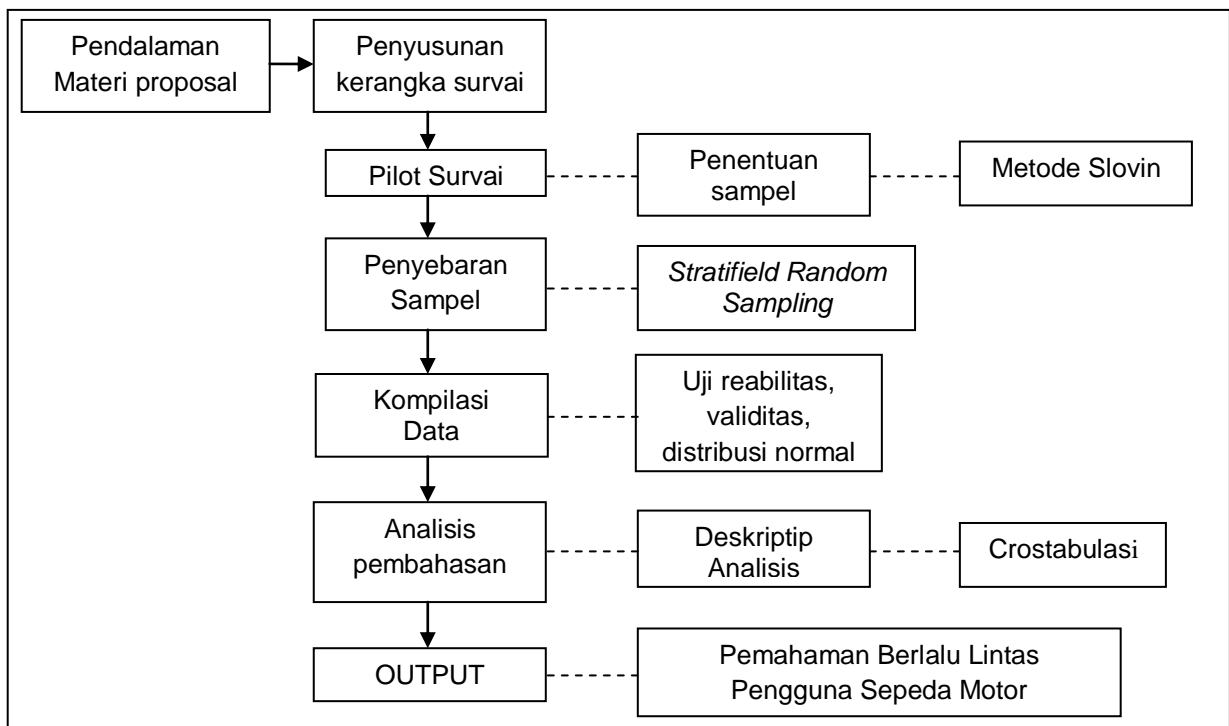 Pendalaman
Materi proposal
Penyusunan
kerangka survai
Pilot Survai
Penentuan
sampel
Metode Slovin
Penyebaran
Sampel
Stratifield Random
Sampling
Kompilasi
Data
Uji reabilitas,
validitas,
distribusi normal
Analisis
pembahasan
Deskriptip
Analisis
Crostabulasi
OUTPUT
Pemahaman Berlalu Lintas
Pengguna Sepeda Motor